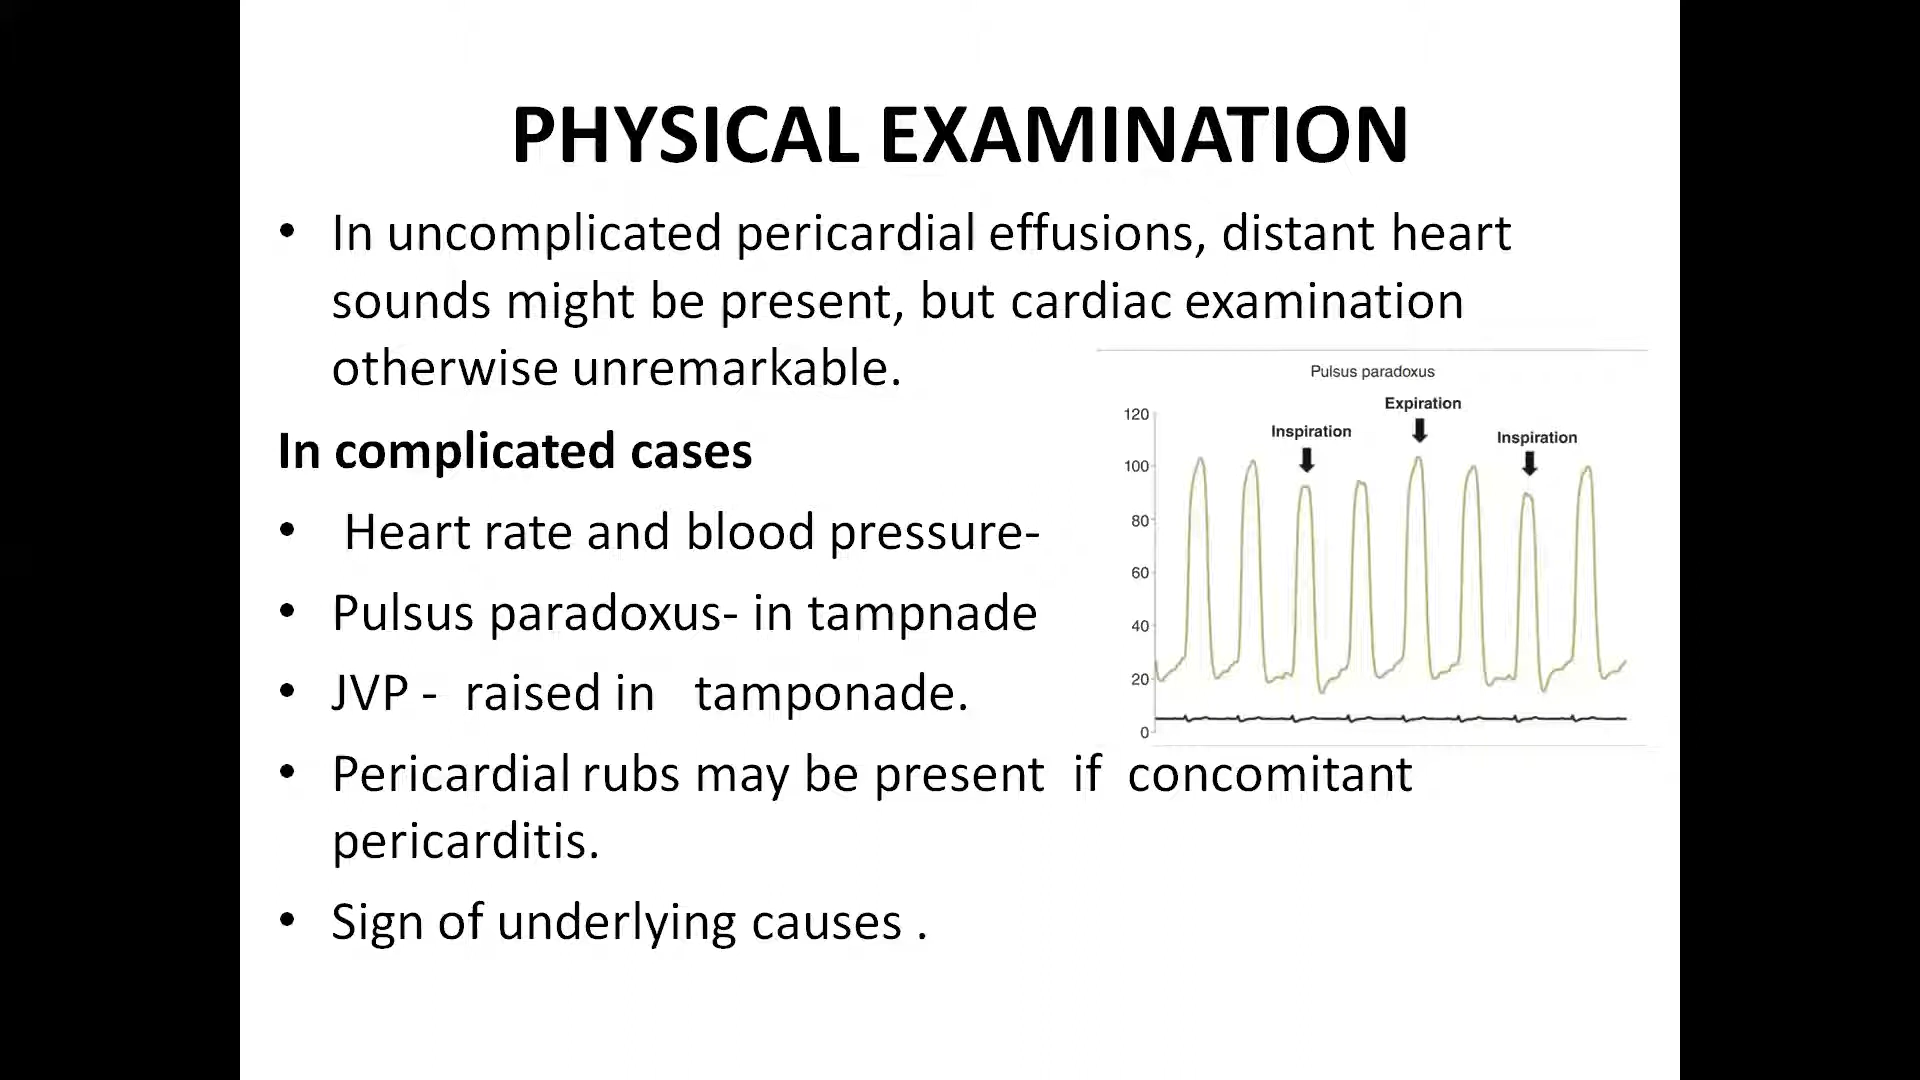 PHYSICAL EXAMINATION
• In uncomplicated pericardial effusions, distant heart
sounds might be present, but cardiac examination
otherwise unremarkable.
In complicated cases
• Heart rate and blood pressure-
• Pulsus paradoxus- in tampnade
• JVP - raised in tamponade.
• Pericardial rubs may be present if concomitant
pericarditis.
• Sign of underlying causes .
Pulsus paradoxus
Expiration
Inspiration
Inspiration
120
100
80
60
40
20
0